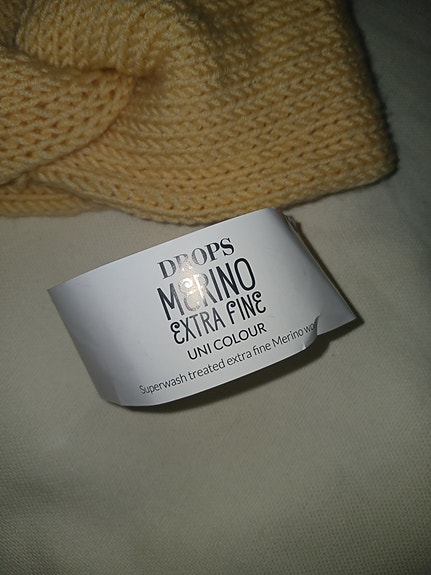 DROPS
MERINO
EXTRA FINE
UNI COLOUR
Superwash treated extra fine Merino